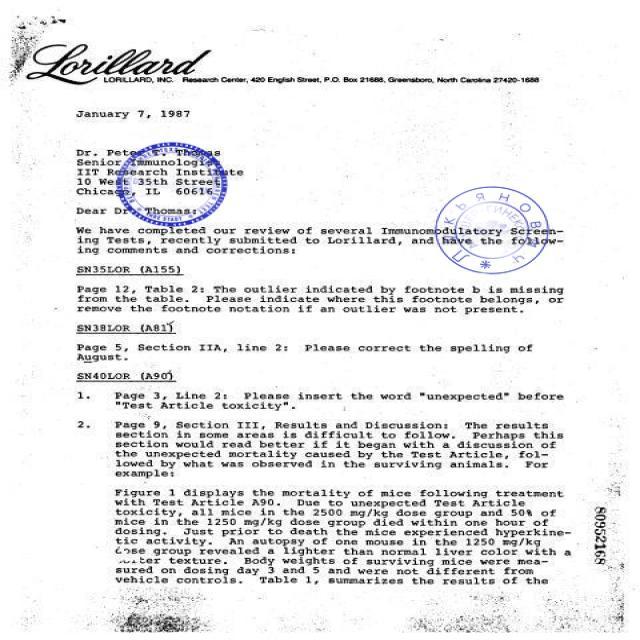 Lorillard
LORILLARD, INC. Research Center, 420 English Street, P.O. Box 21688, Greensboro, North Carolina 27420-1688
January 7, 1987
Dr. Peter Thomas
Senior Immunologist
IIT Research Institute
10 West 35th Street
Chicago, IL 60616
Dear Dr. Thomas:
We have completed our review of several Immunomodulatory Screen-
ing Tests, recently submitted to Lorillard, and have the follow-
ing comments and corrections:
SN35LOR (A155)
Page 12, Table 2: The outlier indicated by footnote b is missing
from the table. Please indicate where this footnote belongs, or
remove the footnote notation if an outlier was not present.
SN38LOR (A81)
Page 5, Section IIA, line 2: Please correct the spelling of
August.
SN40LOR (A90)
1. Page 3, Line 2: Please insert the word "unexpected" before
"Test Article toxicity".
2. Page 9, Section III, Results and Discussion: The results
section in some areas is difficult to follow. Perhaps this
section would read better if it began with a discussion of
the unexpected mortality caused by the Test Article, fol-
lowed by what was observed in the surviving animals. For
example:
Figure 1 displays the mortality of mice following treatment
with Test Article A90. Due to unexpected Test Article
toxicity, all mice in the 2500 mg/kg dose group and 50% of
mice in the 1250 mg/kg dose group died within one hour of
dosing. Just prior to death the mice experienced hyperkine-
tic activity. An autopsy of one mouse in the 1250 mg/kg
dose group revealed a lighter than normal liver color with a
texture. Body weights of surviving mice were mea-
sured on dosing day 3 and 5 and were not different from
vehicle controls. Table 1, summarizes the results of the
80952168